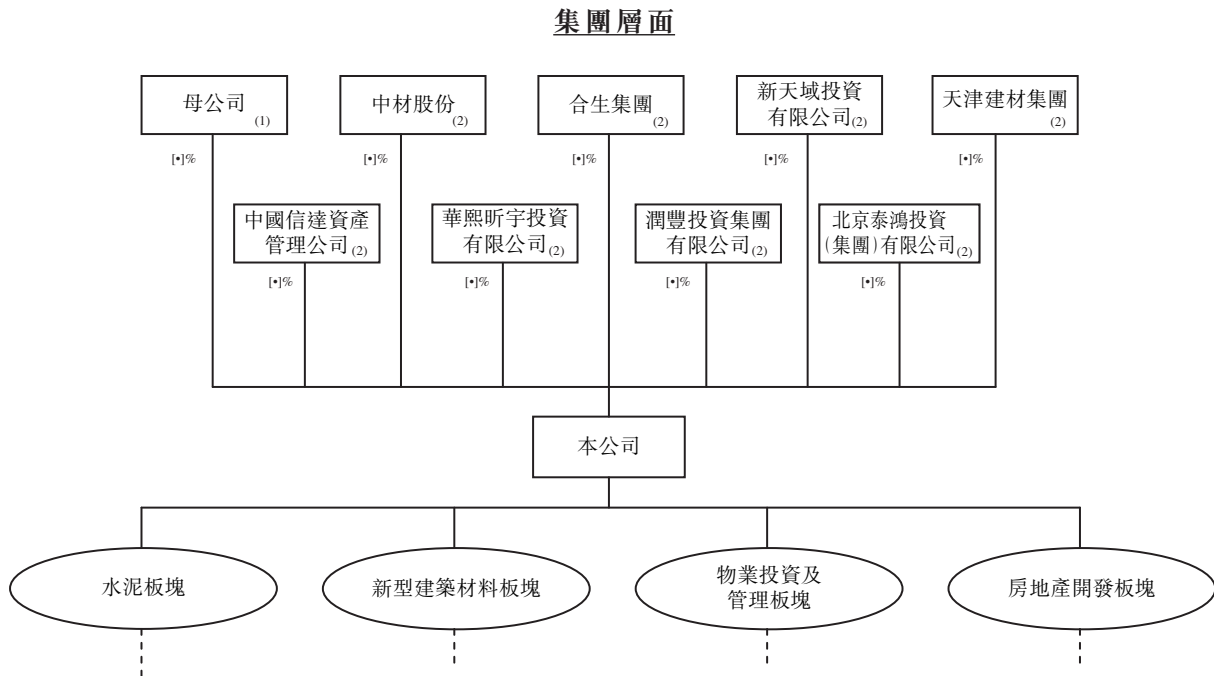 集團層面
母公司
(1)
中材股份
(2)
合生集團
(2)
新天域投資
有限公司(2)
天津建材集團
(2)
[•]%
[•]%
[•]%
[•]%
[•]%
中國信達資產
管理公司(2)
華熙昕宇投資
有限公司(2)
潤豐投資集團
有限公司(2)
北京泰鴻投資
(集團)有限公司(2)
[•]%
[•]%
[•]%
[•]%
本公司
水泥板塊
新型建築材料板塊
物業投資及
管理板塊
房地產開發板塊